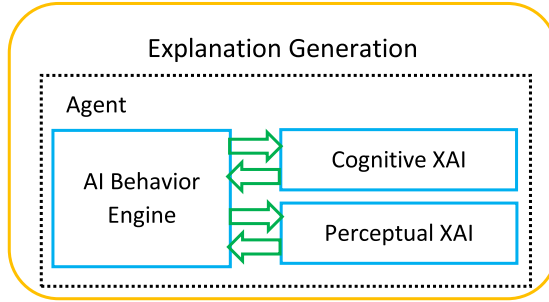 Explanation Generation
Agent
AI Behavior
Engine
Cognitive XAI
Perceptual XAI